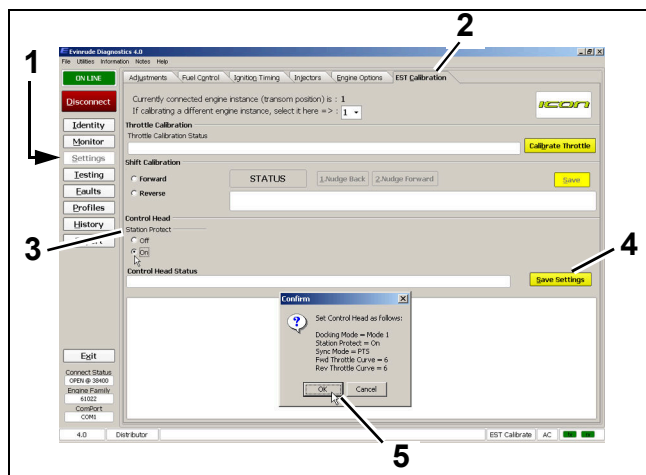 1
2
3
4
5
Evinrude Diagnostics 4.0
File Utilities Information Notes Help
ON LINE
Disconnect
Identity
Monitor
Settings
Testing
Faults
Profiles
History
Exit
Connect Status
OPEN @ 38400
Engine Family
61022
ComPort
COM1
Adjustments Fuel Control Ignition Timing Injectors Engine Options EST Calibration
Currently connected engine instance (transom position) is : 1
If calibrating a different engine instance, select it here => : 1
ICON
Throttle Calibration
Throttle Calibration Status
Calibrate Throttle
Shift Calibration
Forward
Reverse
STATUS
1.Nudge Back
2.Nudge Forward
Save
Control Head
Station Protect
Off
On
Control Head Status
Save Settings
Confirm
Set Control Head as follows:
Docking Mode = Mode 1
Station Protect = On
Sync Mode = PTS
Fwd Throttle Curve = 6
Rev Throttle Curve = 6
OK
Cancel
4.0 Distributor EST Calibrate AC